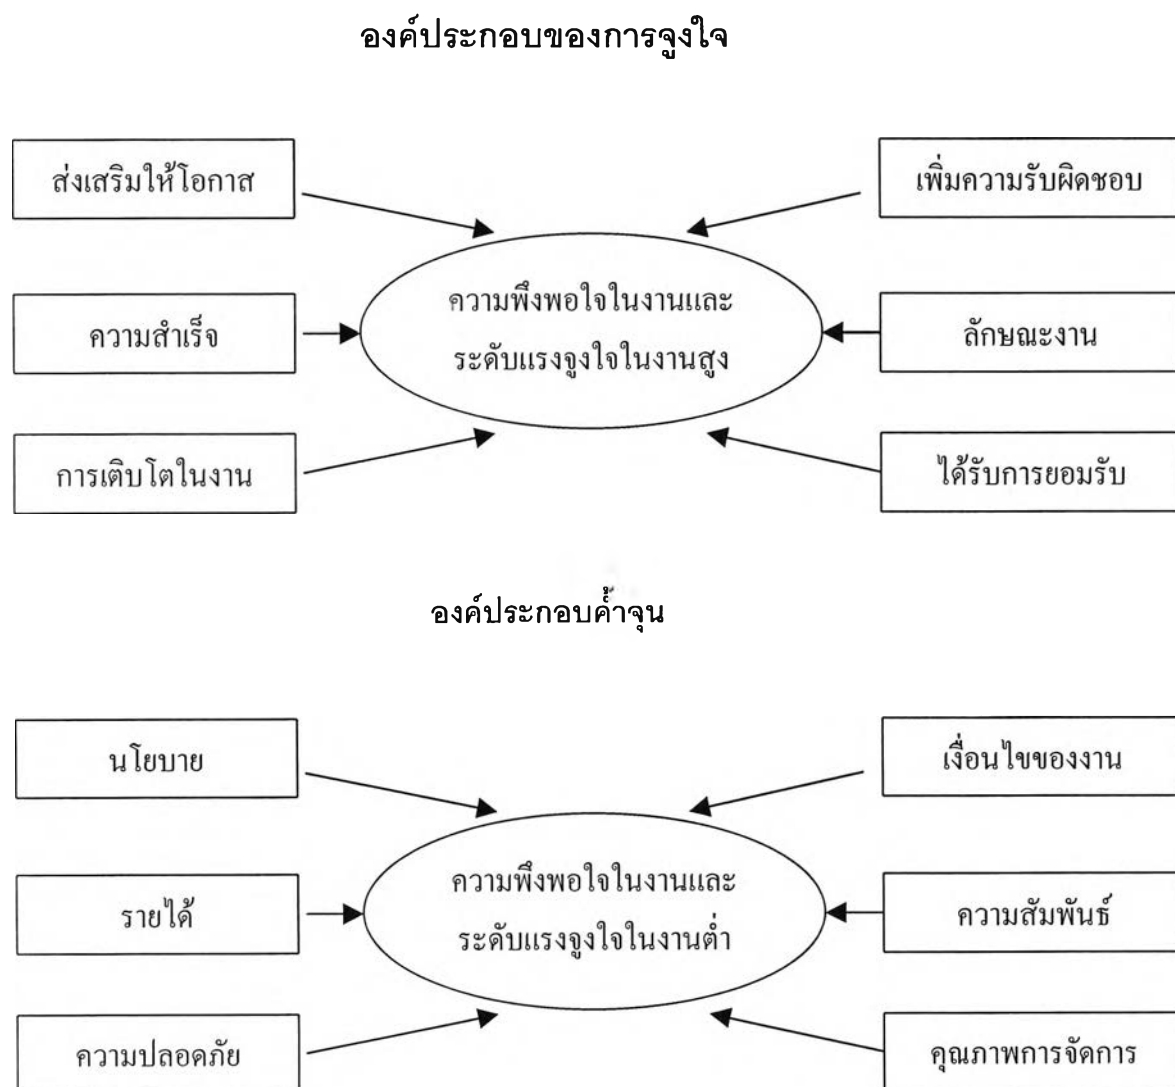 องค์ประกอบของการจูงใจ
ส่งเสริมให้โอกาส
เพิ่มความรับผิดชอบ
ความพึงพอใจในงานและ
ระดับแรงจูงใจในงานสูง
ความสำเร็จ
ลักษณะงาน
การเติบโตในงาน
ได้รับการยอมรับ
องค์ประกอบค้ำจุน
นโยบาย
เงื่อนไขของงาน
ความพึงพอใจในงานและ
ระดับแรงจูงใจในงานต่ำ
รายได้
ความสัมพันธ์
ความปลอดภัย
คุณภาพการจัดการ